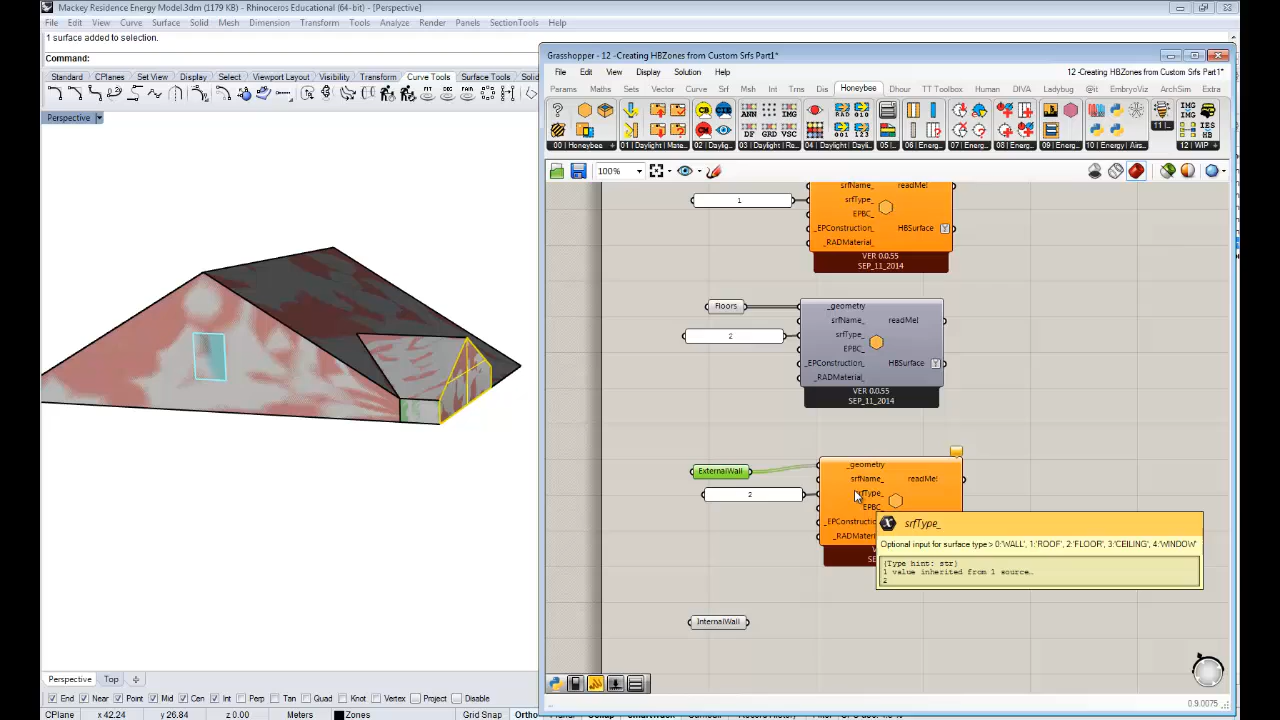 Mackey Residence Energy Model.3dm (1179 KB) - Rhinoceros Educational (64-bit) - [Perspective]
File Edit View Curve Surface Solid Mesh Dimension Transform Tools Analyze Render Panels SectionTools Help
1 surface added to selection.
Command:
Standard CPlanes Set View Display Select Viewport Layout Visibility Transform Curve Tools Surface Tools Solid
Perspective
Grasshopper - 12 -Creating HBZones from Custom Srfs Part1*
File Edit View Display Solution Help 12 -Creating HBZones from Custom Srfs Part1*
Params Maths Sets Vector Curve Srf Msh Int Trns Dis Honeybee Dhour TT Toolbox Human DIVA Ladybug @it EmbryoViz ArchSim Extra
00 | Honeybee 01 | Daylight | Mate.. 02 | Daylig.. 03 | Daylight | Re.. 04 | Daylight | Dayli.. 05 |.. 06 | Energ.. 07 | Energ.. 08 | Energ.. 09 | Energ.. 10 | Energy | Airs.. 11 |.. 12 | WIP
100%
1
srfName_ readMe!
srfType_
EPBC_
_EPConstruction_ HBSurface
_RADMaterial_
VER 0.0.55
SEP_11_2014
Floors
2
_geometry
srfName_ readMe!
srfType_
EPBC_
_EPConstruction_ HBSurface
_RADMaterial_
VER 0.0.55
SEP_11_2014
ExternalWall
2
_geometry
srfName_ readMe!
srfType_
EPBC_
srfType_
Optional input for surface type > 0:'WALL', 1:'ROOF', 2:'FLOOR', 3:'CEILING', 4:'WINDOW'
(Type hint: str)
1 value inherited from 1 source…
2
InternalWall
Perspective Top
End Near Point Mid Cen Int Perp Tan Quad Knot Vertex Project Disable
CPlane x 42.24 y 26.84 z 0.00 Meters Zones Grid Snap Ortho
0.9.0075